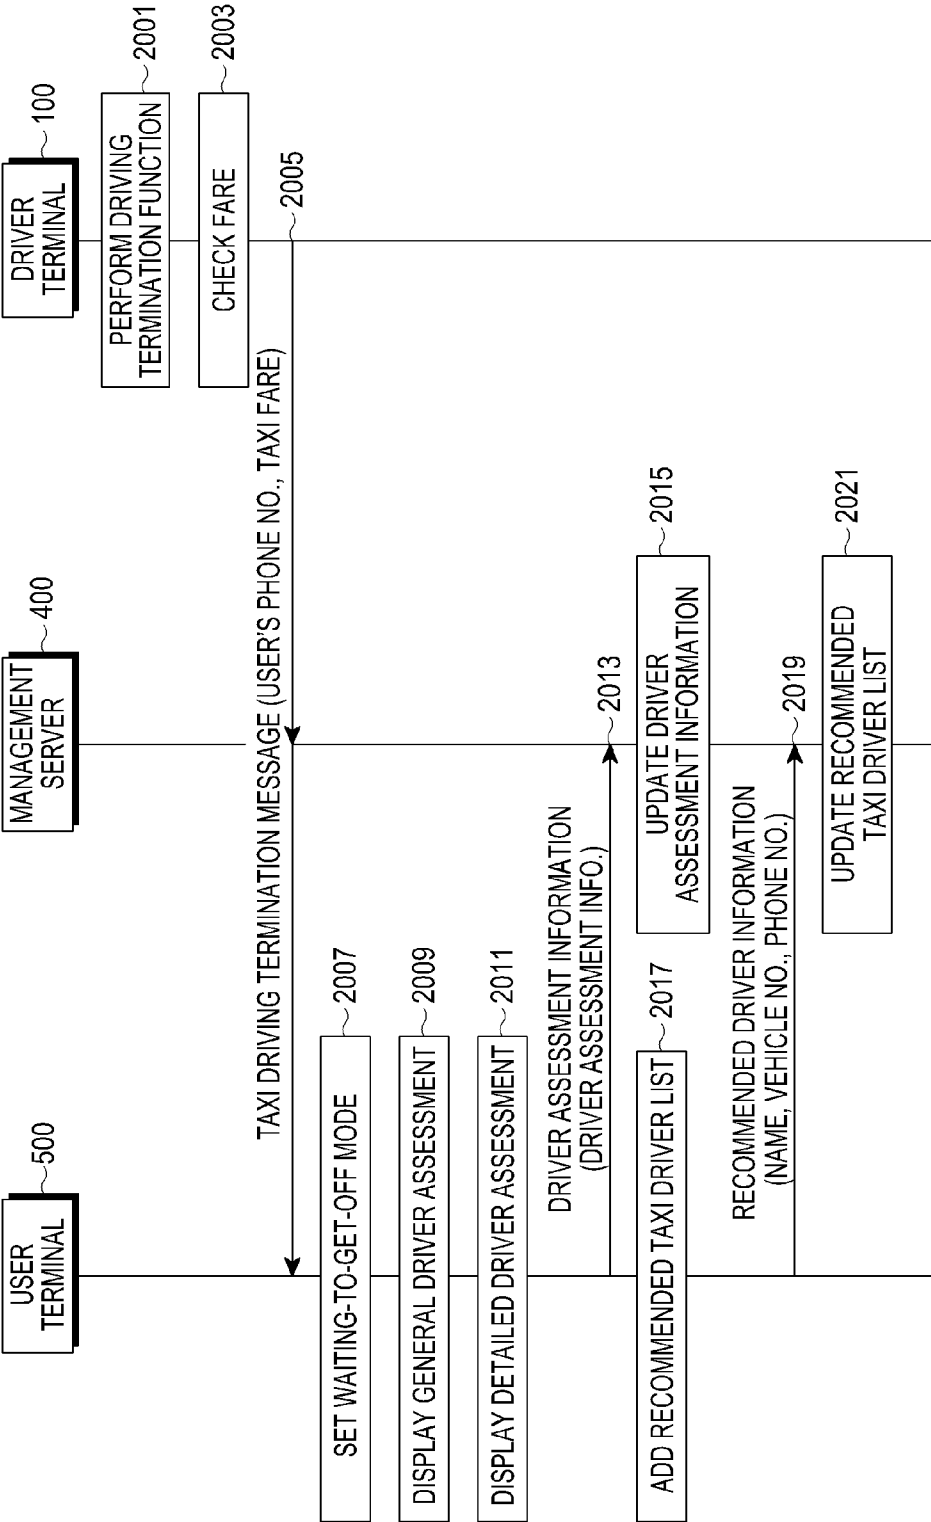 USER
TERMINAL
500
MANAGEMENT
SERVER
400
DRIVER
TERMINAL
100
PERFORM DRIVING
TERMINATION FUNCTION
2001
CHECK FARE
2003
TAXI DRIVING TERMINATION MESSAGE (USER'S PHONE NO., TAXI FARE)
2005
SET WAITING-TO-GET-OFF MODE
2007
DISPLAY GENERAL DRIVER ASSESSMENT
2009
DISPLAY DETAILED DRIVER ASSESSMENT
2011
DRIVER ASSESSMENT INFORMATION
(DRIVER ASSESSMENT INFO.)
2013
UPDATE DRIVER
ASSESSMENT INFORMATION
2015
ADD RECOMMENDED TAXI DRIVER LIST
2017
RECOMMENDED DRIVER INFORMATION
(NAME, VEHICLE NO., PHONE NO.)
2019
UPDATE RECOMMENDED
TAXI DRIVER LIST
2021